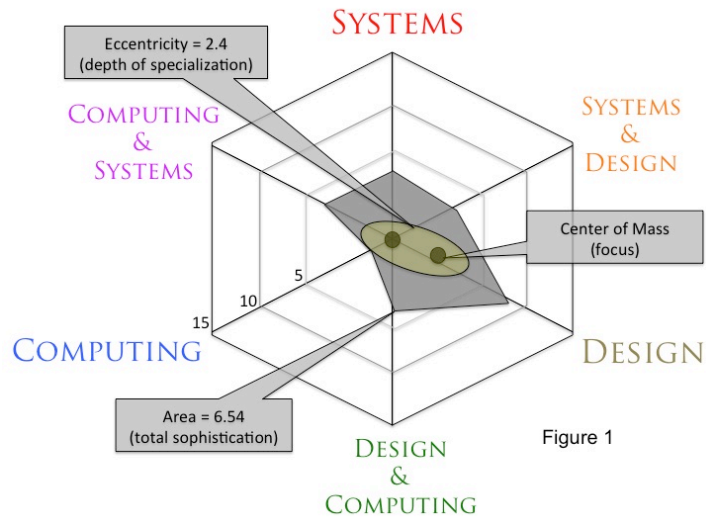 SYSTEMS
Eccentricity = 2.4
(depth of specialization)
COMPUTING
&
SYSTEMS
SYSTEMS
&
DESIGN
Center of Mass
(focus)
5
10
15
COMPUTING
DESIGN
Area = 6.54
(total sophistication)
DESIGN
&
COMPUTING
Figure 1